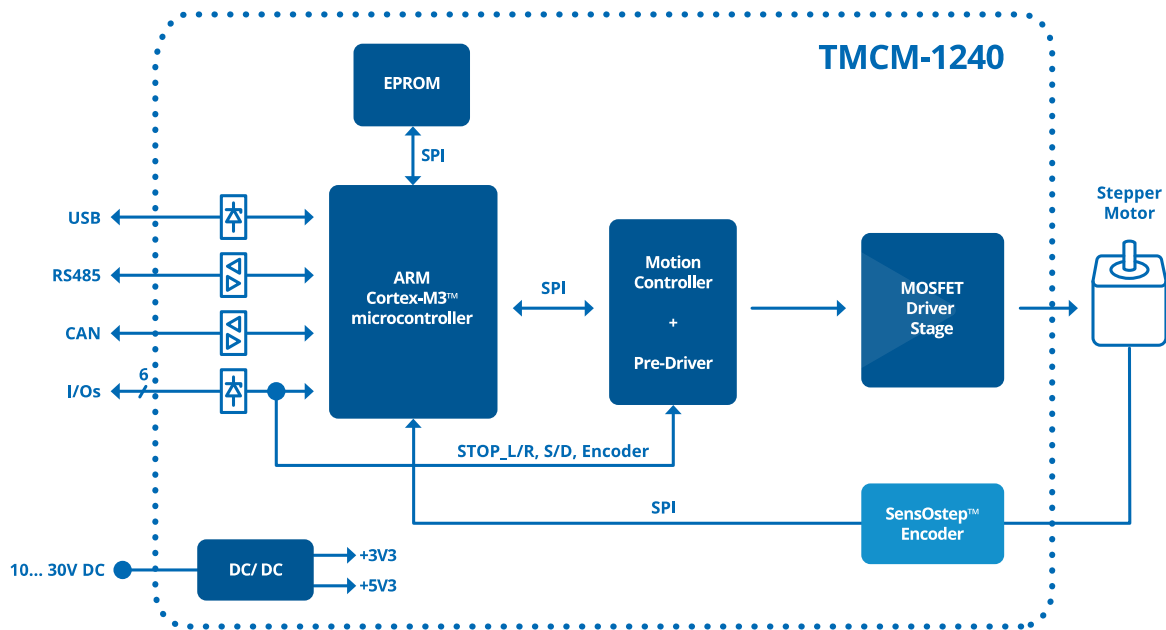 TMCM-1240
EPROM
SPI
USB
RS485
CAN
I/Os
6
ARM
Cortex-M3™
microcontroller
SPI
Motion
Controller
+
Pre-Driver
MOSFET
Driver
Stage
Stepper
Motor
STOP_L/R, S/D, Encoder
SPI
SensOstep™
Encoder
10... 30V DC
DC/ DC
+3V3
+5V3